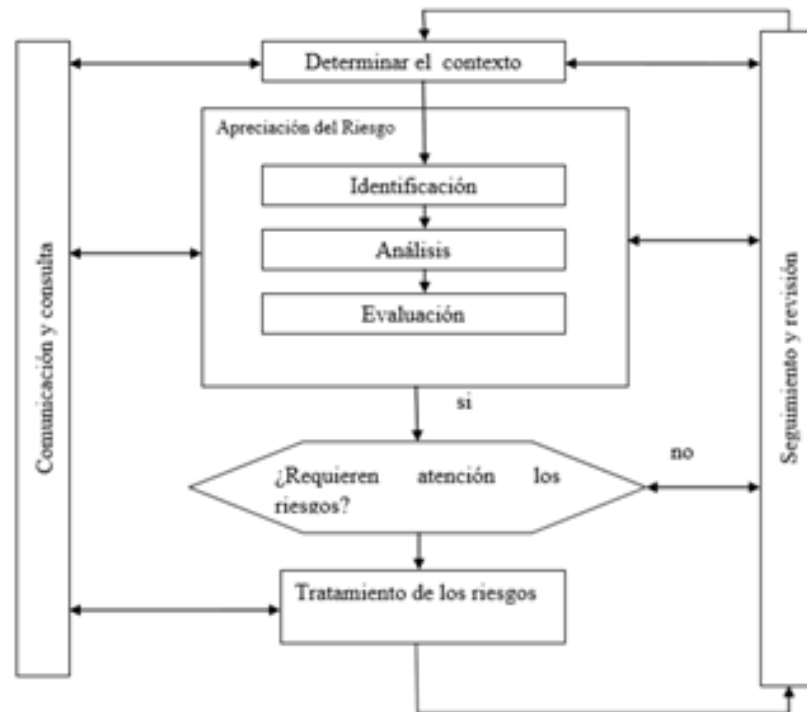 Determinar el contexto
Apreciación del Riesgo
Identificación
Análisis
Evaluación
si
¿Requieren atención los
riesgos?
no
Tratamiento de los riesgos
Comunicación y consulta
Seguimiento y revisión